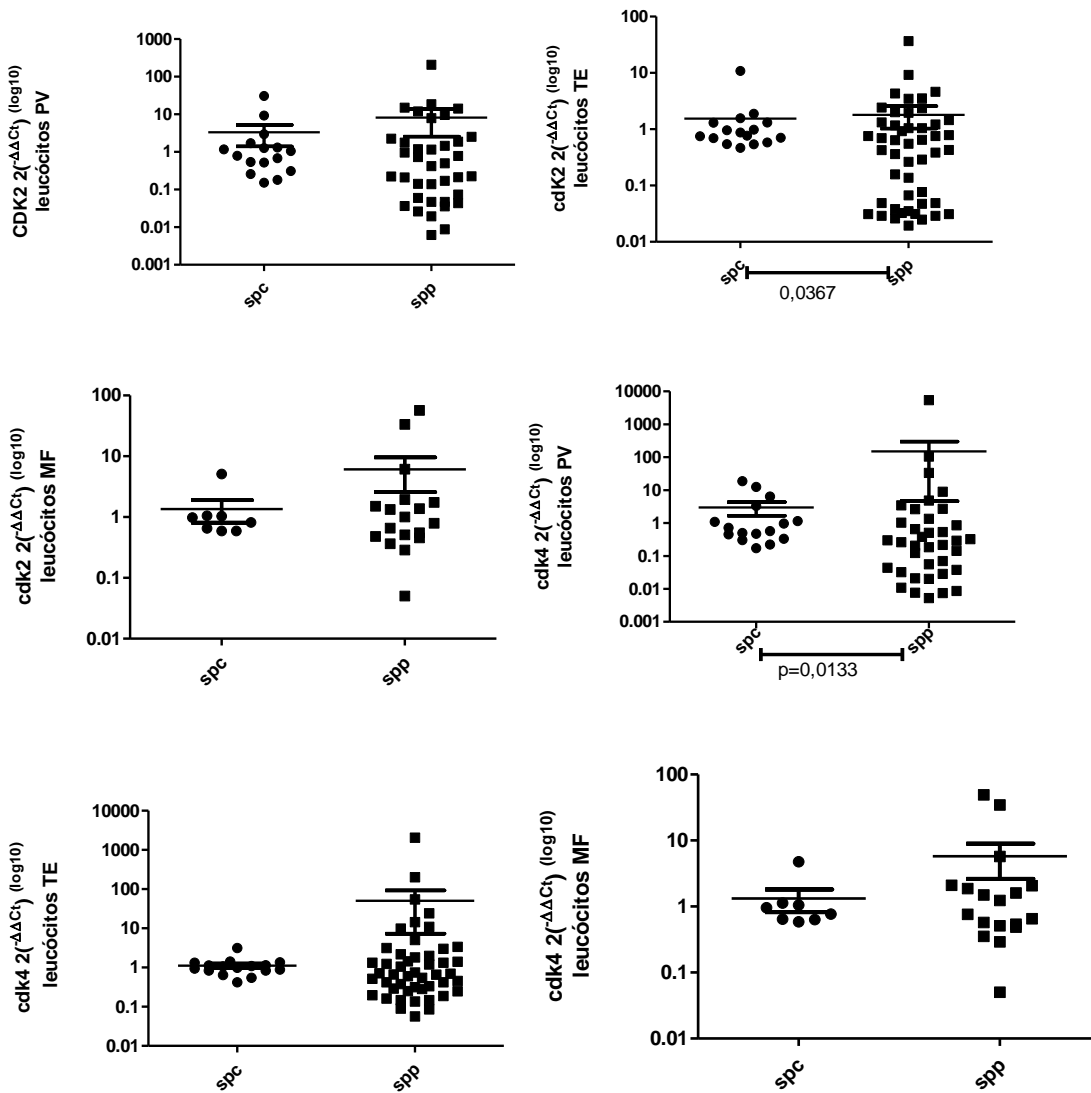 CDK2 2(-ΔΔCt) (log10)
leucócitos PV
1000
100
10
1
0.1
0.01
0.001
spc
spp
cdK2 2(-ΔΔCt) (log10)
leucócitos TE
100
10
1
0.1
0.01
spc
spp
0,0367
cdk2 2(-ΔΔCt) (log10)
leucócitos MF
100
10
1
0.1
0.01
spc
spp
cdk4 2(-ΔΔCt) (log10)
leucócitos PV
10000
1000
100
10
1
0.1
0.01
0.001
spc
spp
p=0,0133
cdk4 2(-ΔΔCt) (log10)
leucócitos TE
10000
1000
100
10
1
0.1
0.01
spc
spp
cdk4 2(-ΔΔCt) (log10)
leucócitos MF
100
10
1
0.1
0.01
spc
spp